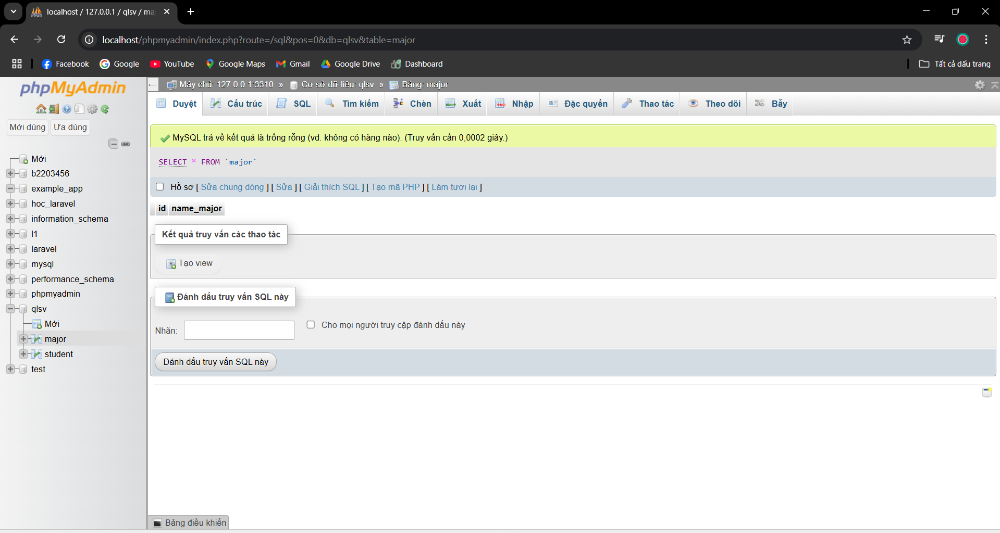 localhost / 127.0.0.1 / qlsv / maj
localhost/phpmyadmin/index.php?route=/sql&pos=0&db=qlsv&table=major
Facebook
Google
YouTube
Google Maps
Gmail
Google Drive
Dashboard
Tất cả dấu trang
phpMyAdmin
Mới dùng
Ưa dùng
Mới
b2203456
example_app
hoc_laravel
information_schema
l1
laravel
mysql
performance_schema
phpmyadmin
qlsv
Mới
major
student
test
Máy chủ: 127.0.0.1:3310 » Cơ sở dữ liệu: qlsv » Bảng: major
Duyệt
Cấu trúc
SQL
Tìm kiếm
Chèn
Xuất
Nhập
Đặc quyền
Thao tác
Theo dõi
Bẫy
MySQL trả về kết quả là trống rỗng (vd. không có hàng nào). (Truy vấn cần 0,0002 giây.)
SELECT * FROM `major`
Hồ sơ [ Sửa chung dòng ] [ Sửa ] [ Giải thích SQL ] [ Tạo mã PHP ] [ Làm tươi lại ]
id name_major
Kết quả truy vấn các thao tác
Tạo view
Đánh dấu truy vấn SQL này
Nhãn:
Cho mọi người truy cập đánh dấu này
Đánh dấu truy vấn SQL này
Bảng điều khiển